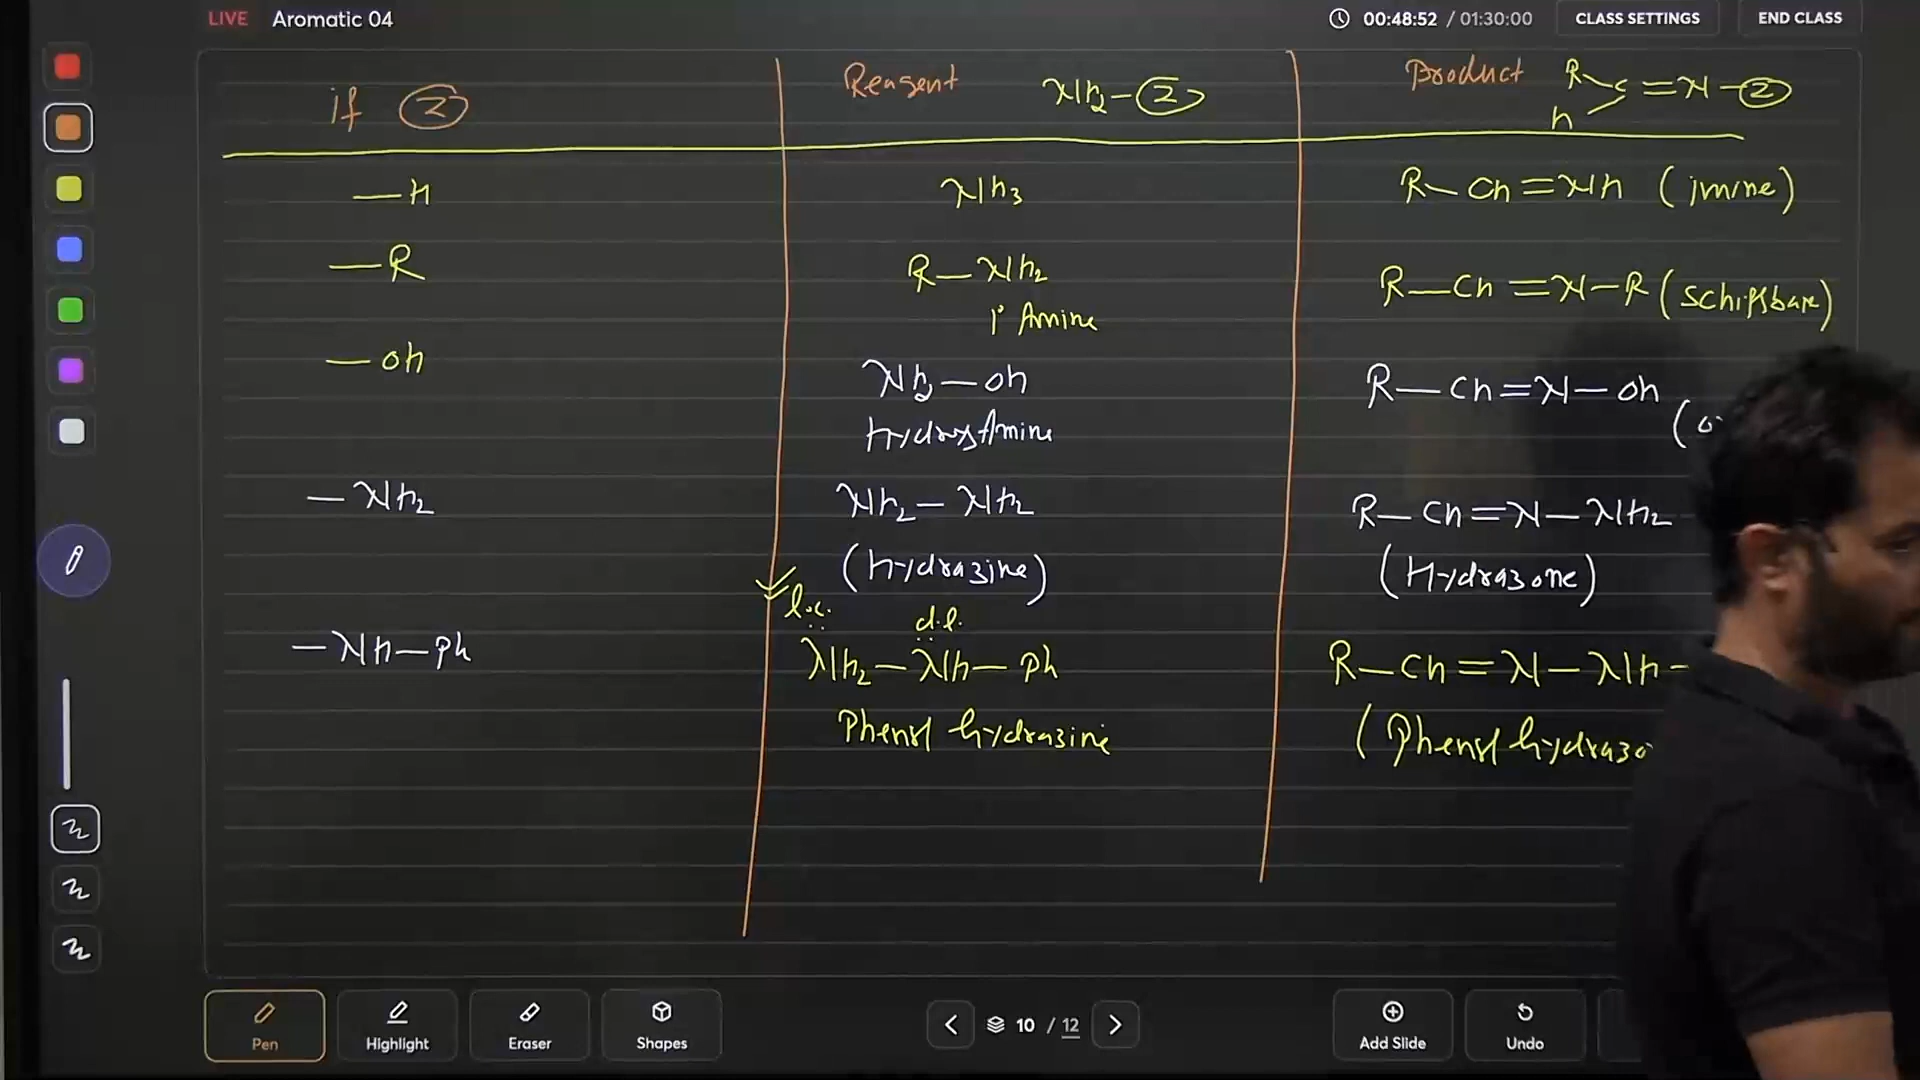 LIVE Aromatic 04 00:48:52 / 01:30:00 CLASS SETTINGS END CLASS
if Z Reagent NH2-Z Product R H C=N-Z
—H NH3 R—CH=NH (imine)
—R R—NH2 R—CH=N—R (Schiffsbase)
1° Amine
—OH NH2—OH R—CH=N—OH
HydroxyAmine
—NH2 NH2—NH2 R—CH=N—NH2
(Hydrazine) (Hydrazone)
l.c. d.l.
—NH—Ph NH2—NH—Ph R—CH=N—NH—
Phenyl hydrazine (Phenyl hydrazo
Pen Highlight Eraser Shapes 10 / 12 Add Slide Undo